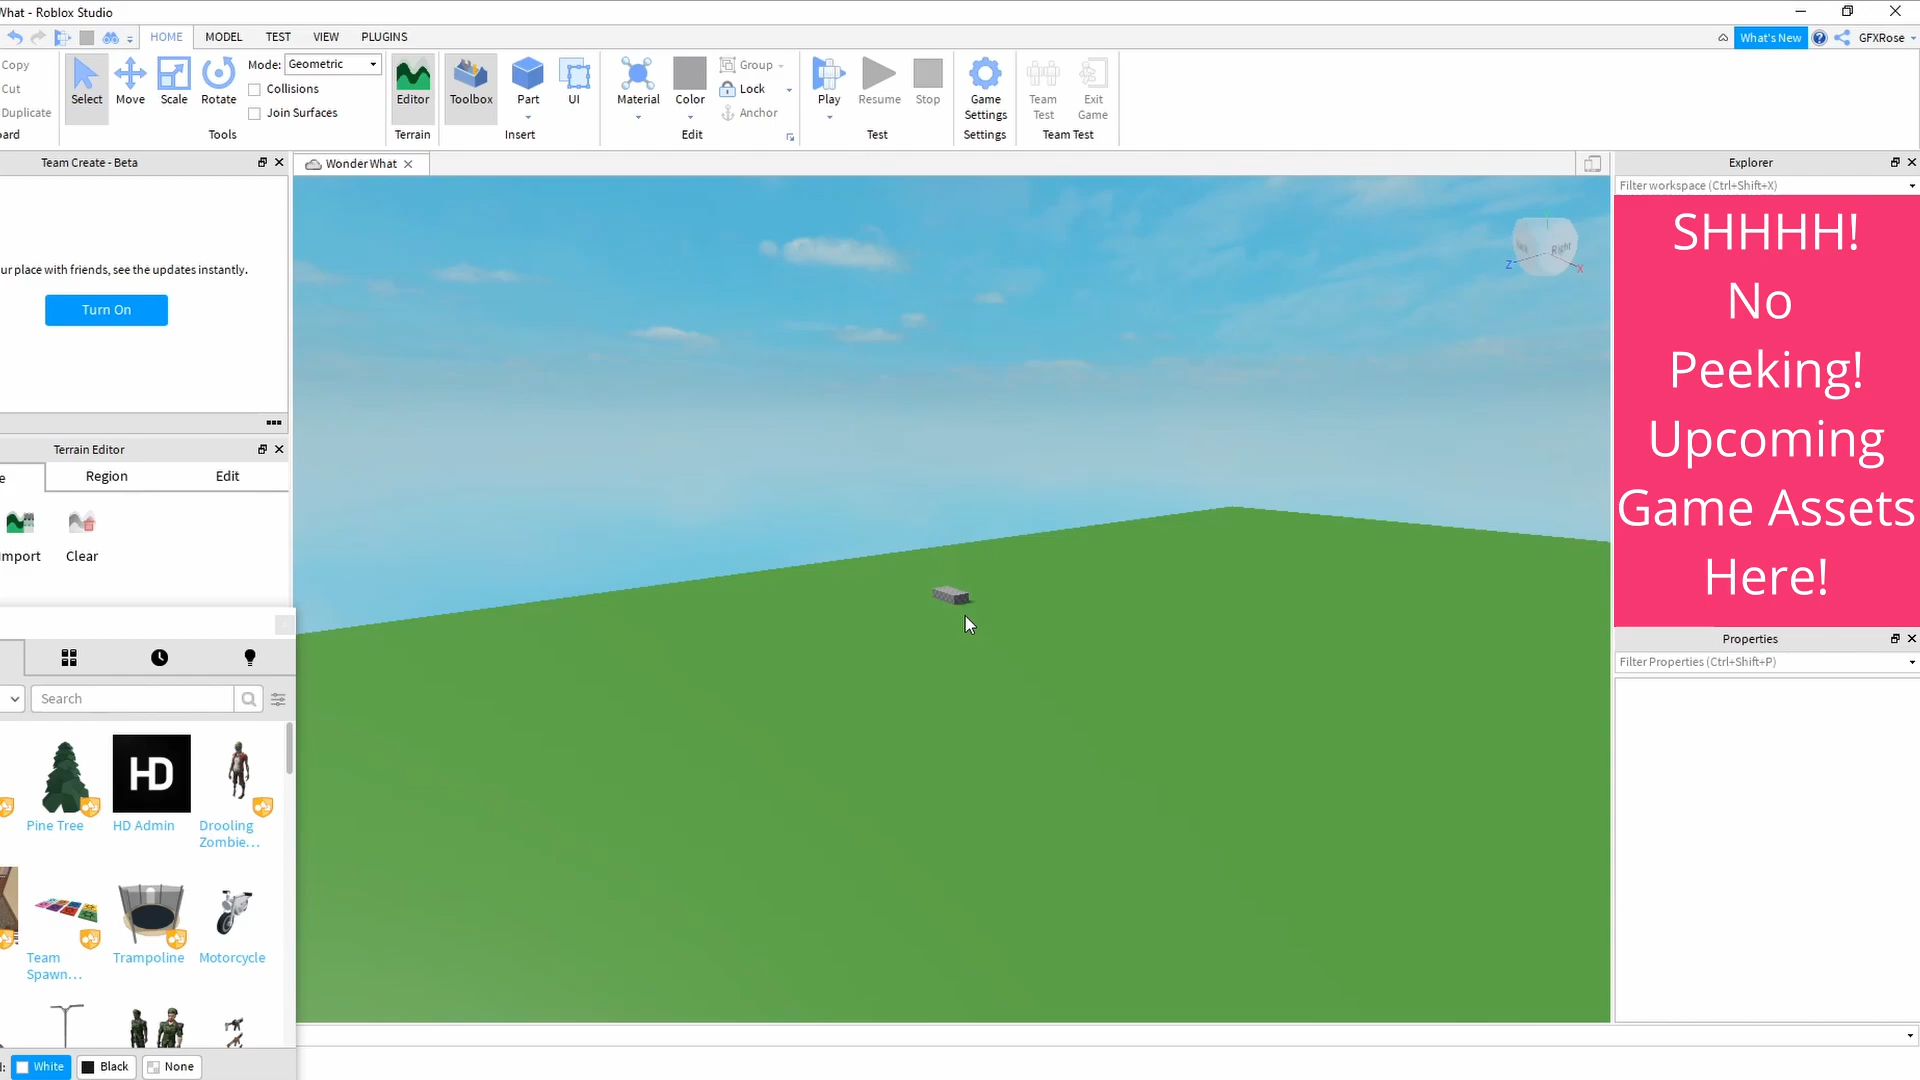 What - Roblox Studio
HOME MODEL TEST VIEW PLUGINS
What's New
GFXRose
Copy
Cut
Duplicate
Select
Move
Scale
Rotate
Mode: Geometric
Collisions
Join Surfaces
Tools
Editor
Terrain
Toolbox
Part
UI
Insert
Material
Color
Group
Lock
Anchor
Edit
Play
Resume
Stop
Test
Game
Settings
Settings
Team
Test
Exit
Game
Team Test
Team Create - Beta
ur place with friends, see the updates instantly.
Turn On
Terrain Editor
Region
Edit
mport
Clear
Search
Pine Tree
HD
HD Admin
Drooling
Zombie...
Team
Spawn...
Trampoline
Motorcycle
White
Black
None
WonderWhat
Right
Z
X
Explorer
Filter workspace (Ctrl+Shift+X)
SHHHH!
No
Peeking!
Upcoming
Game Assets
Here!
Properties
Filter Properties (Ctrl+Shift+P)